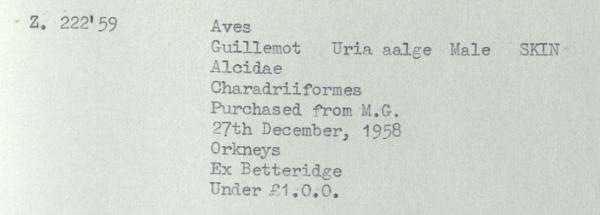 Z. 222'59 Aves
Guillemot Uria aalge Male SKIN
Alcidae
Charadriiformes
Purchased from M.G.
27th December, 1958
Orkneys
Ex Betteridge
Under £1.0.0.